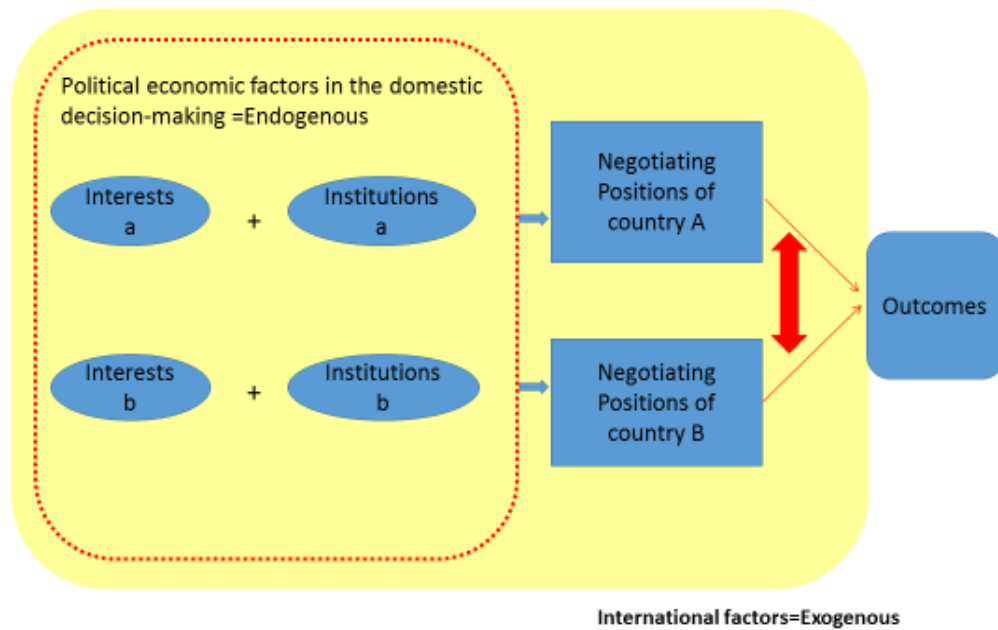 Political economic factors in the domestic
decision-making =Endogenous
Interests
a
+
Institutions
a
Negotiating
Positions of
country A
Outcomes
Interests
b
+
Institutions
b
Negotiating
Positions of
country B
International factors=Exogenous